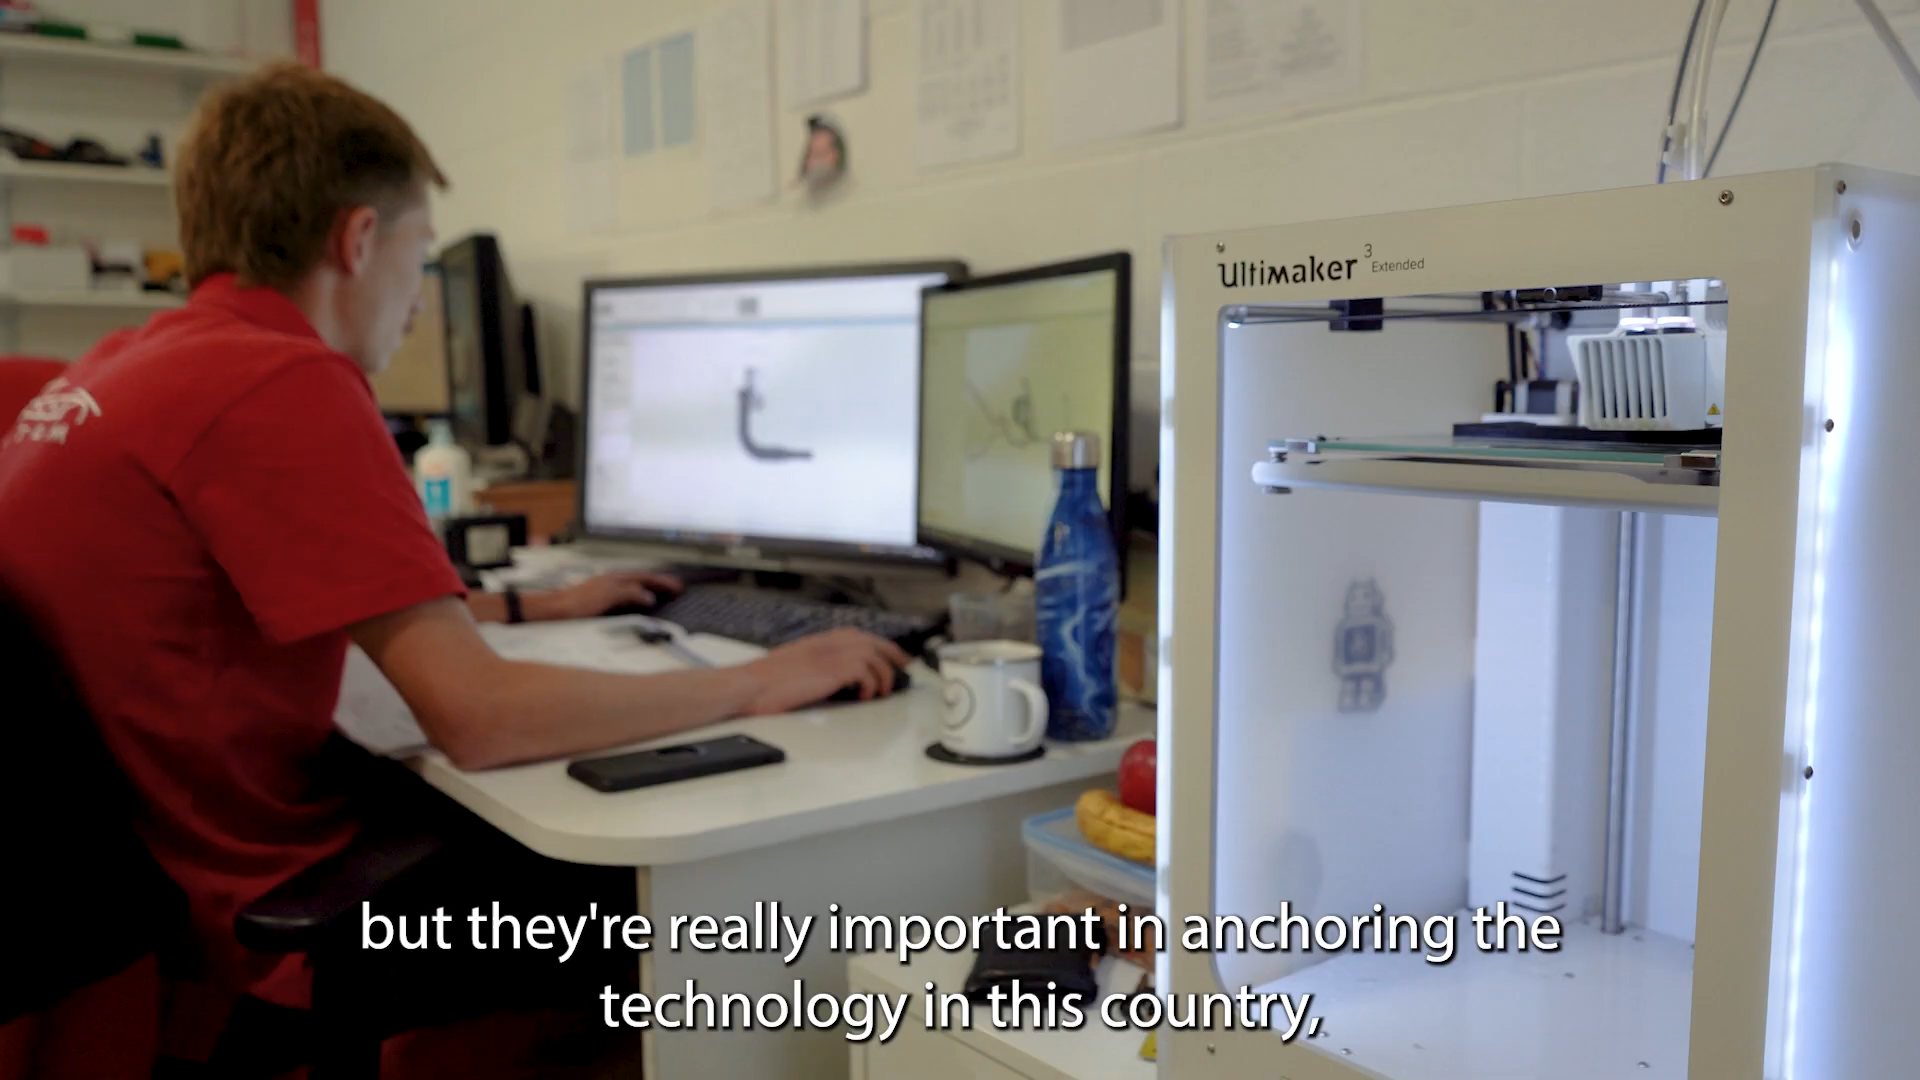 Ultimaker 3 Extended
but they're really important in anchoring the
technology in this country,